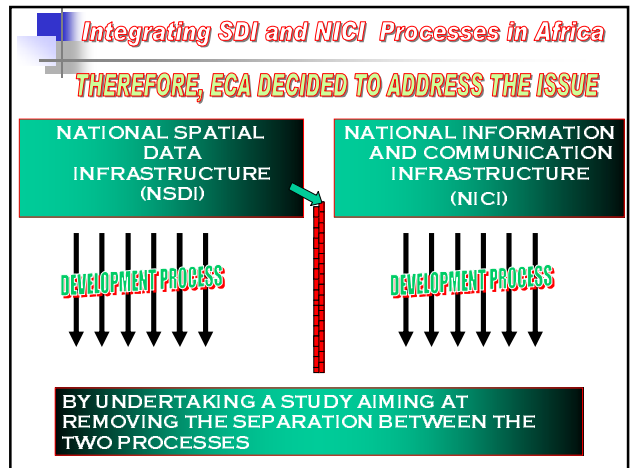 Integrating SDI and NICI Processes in Africa
THEREFORE, ECA DECIDED TO ADDRESS THE ISSUE
NATIONAL SPATIAL
DATA
INFRASTRUCTURE
(NSDI)
NATIONAL INFORMATION
AND COMMUNICATION
INFRASTRUCTURE
(NICI)
DEVELOPMENT PROCESS
DEVELOPMENT PROCESS
BY UNDERTAKING A STUDY AIMING AT
REMOVING THE SEPARATION BETWEEN THE
TWO PROCESSES